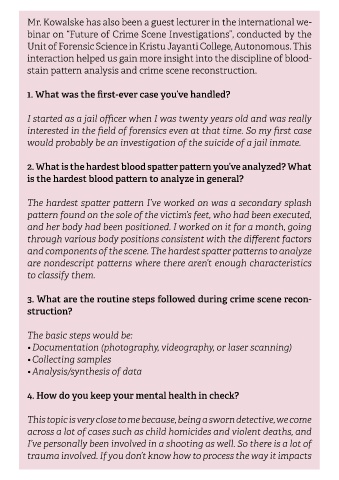 Mr. Kowalske has also been a guest lecturer in the international we-
binar on "Future of Crime Scene Investigations", conducted by the
Unit of Forensic Science in Kristu Jayanti College, Autonomous. This
interaction helped us gain more insight into the discipline of blood-
stain pattern analysis and crime scene reconstruction.
1. What was the first-ever case you've handled?
I started as a jail officer when I was twenty years old and was really
interested in the field of forensics even at that time. So my first case
would probably be an investigation of the suicide of a jail inmate.
2. What is the hardest blood spatter pattern you've analyzed? What
is the hardest blood pattern to analyze in general?
The hardest spatter pattern I've worked on was a secondary splash
pattern found on the sole of the victim's feet, who had been executed,
and her body had been positioned. I worked on it for a month, going
through various body positions consistent with the different factors
and components of the scene. The hardest spatter patterns to analyze
are nondescript patterns where there aren't enough characteristics
to classify them.
3. What are the routine steps followed during crime scene recon-
struction?
The basic steps would be:
• Documentation (photography, videography, or laser scanning)
• Collecting samples
• Analysis/synthesis of data
4. How do you keep your mental health in check?
This topic is very close to me because, being a sworn detective, we come
across a lot of cases such as child homicides and violent deaths, and
I've personally been involved in a shooting as well. So there is a lot of
trauma involved. If you don't know how to process the way it impacts